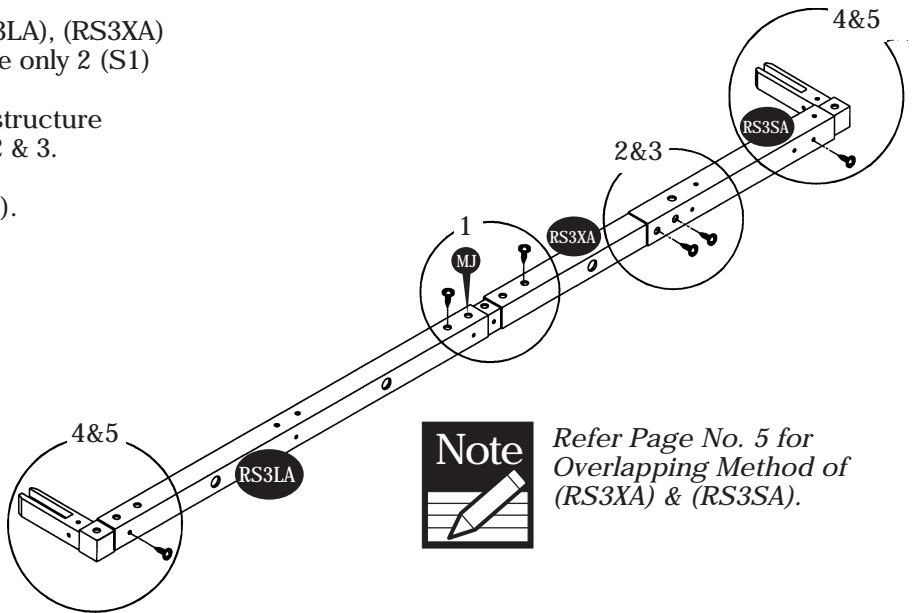 3LA), (RS3XA)
e only 2 (S1)
structure
2 & 3.
).
4&5
RS3SA
2&3
RS3XA
1
MJ
4&5
RS3LA
Note
Refer Page No. 5 for
Overlapping Method of
(RS3XA) & (RS3SA).